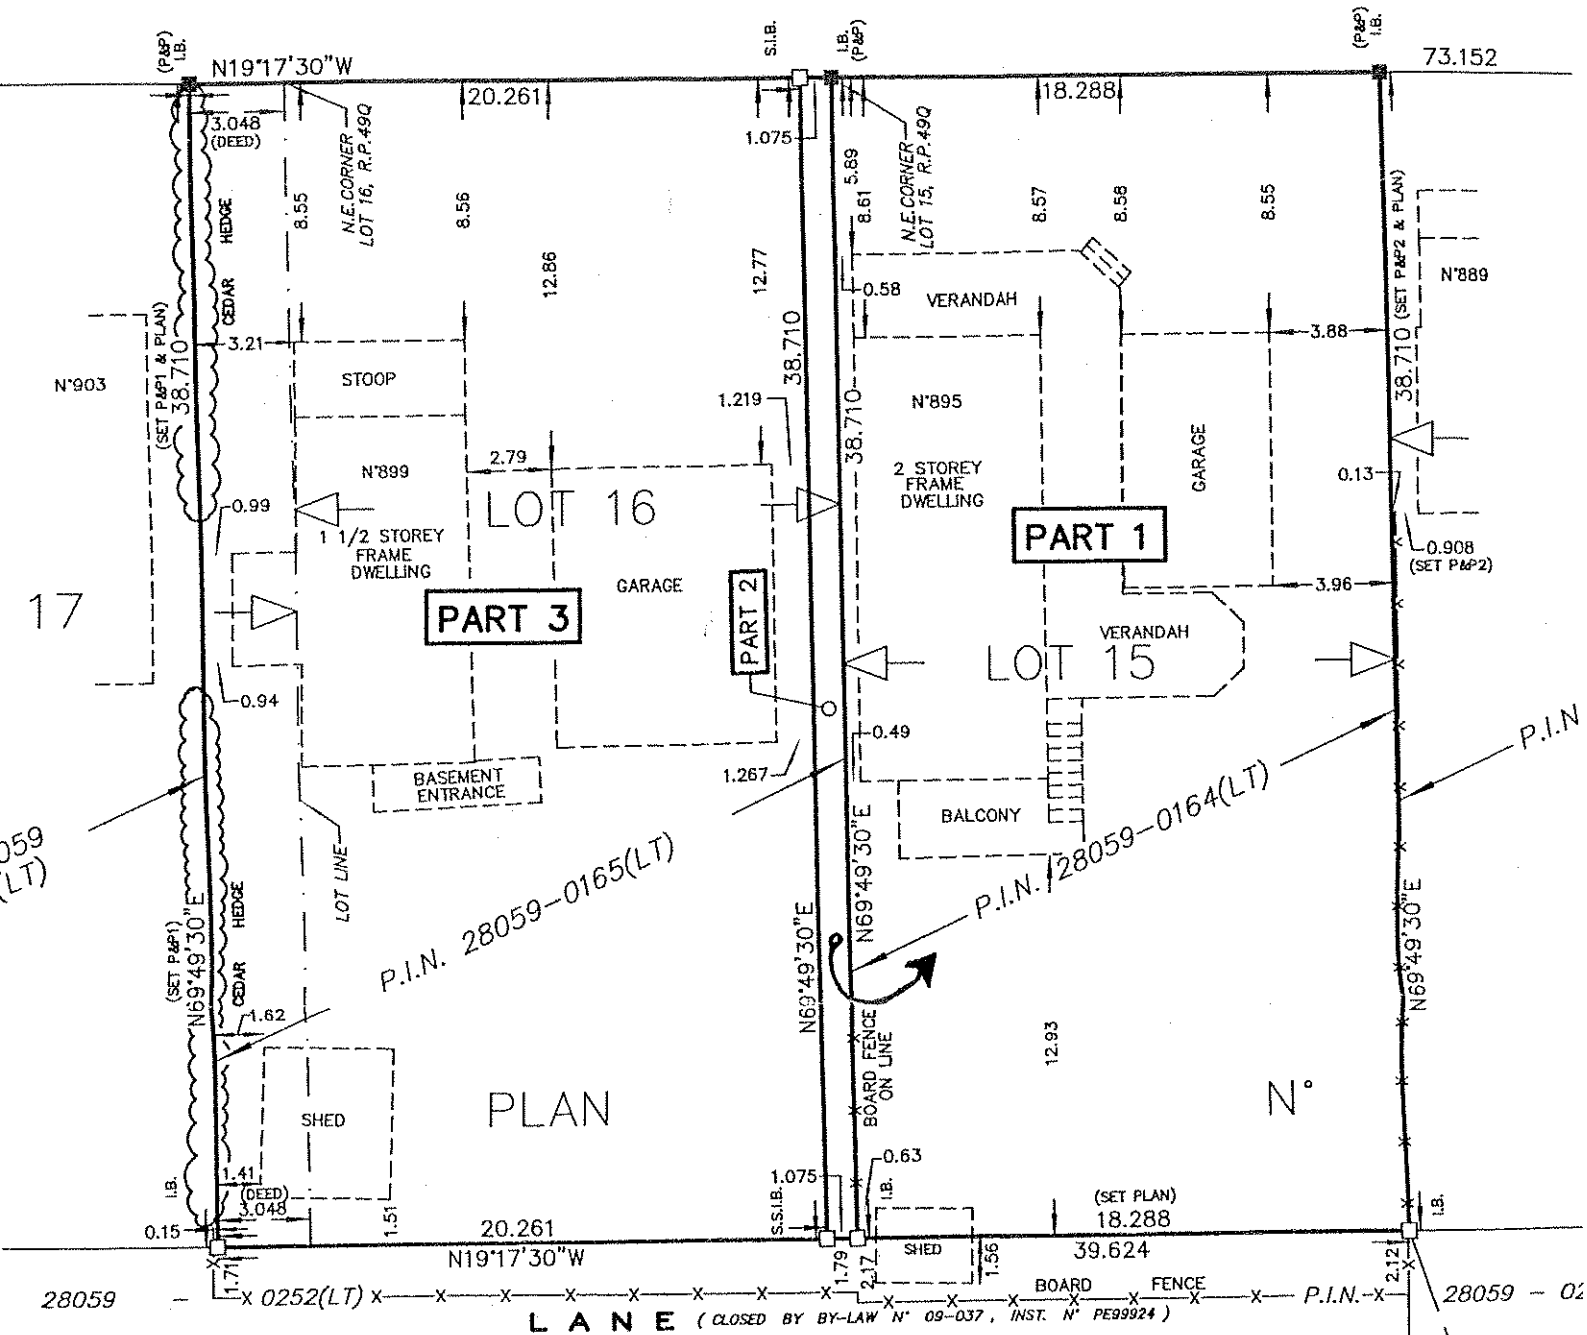 (P&P)
I.B.
S.I.B.
I.B.
(P&P)
(P&P)
I.B.
N19°17'30"W
73.152
20.261
18.288
3.048
(DEED)
1.075
N.E.CORNER
LOT 16, R.P.49Q
N.E.CORNER
LOT 15, R.P.49Q
5.89
8.55
8.56
12.86
12.77
8.61
8.57
8.58
8.55
CEDAR HEDGE
(SET P&P1 & PLAN)
38.710
38.710
38.710
38.710 (SET P&P2 & PLAN)
0.58
VERANDAH
N°889
3.21
3.88
N°903
STOOP
1.219
N°895
N°899
2.79
2 STOREY
FRAME
DWELLING
GARAGE
0.13
LOT 16
0.99
1 1/2 STOREY
FRAME
DWELLING
PART 1
0.908
(SET P&P2)
GARAGE
3.96
17
PART 3
PART 2
VERANDAH
LOT 15
0.94
0.49
1.267
BASEMENT
ENTRANCE
BALCONY
P.I.N.
059
(LT)
LOT LINE
P.I.N. 28059-0165(LT)
P.I.N. 28059-0164(LT)
(SET P&P1)
N69°49'30"E
CEDAR HEDGE
N69°49'30"E
N69°49'30"E
N69°49'30"E
1.62
BOARD FENCE
ON LINE
12.93
SHED
PLAN
N°
1.41
(DEED)
3.048
I.B.
0.15
1.51
1.075
0.63
S.S.I.B.
I.B.
(SET PLAN)
18.288
I.B.
20.261
N19°17'30"W
SHED
39.624
1.71
1.79
2.17
1.56
2.12
BOARD FENCE
28059 - X 0252(LT) X X X X X X X X X X X X X P.I.N. X 28059 - 02
LANE (CLOSED BY BY-LAW N° 09-037, INST. N° PE99924)